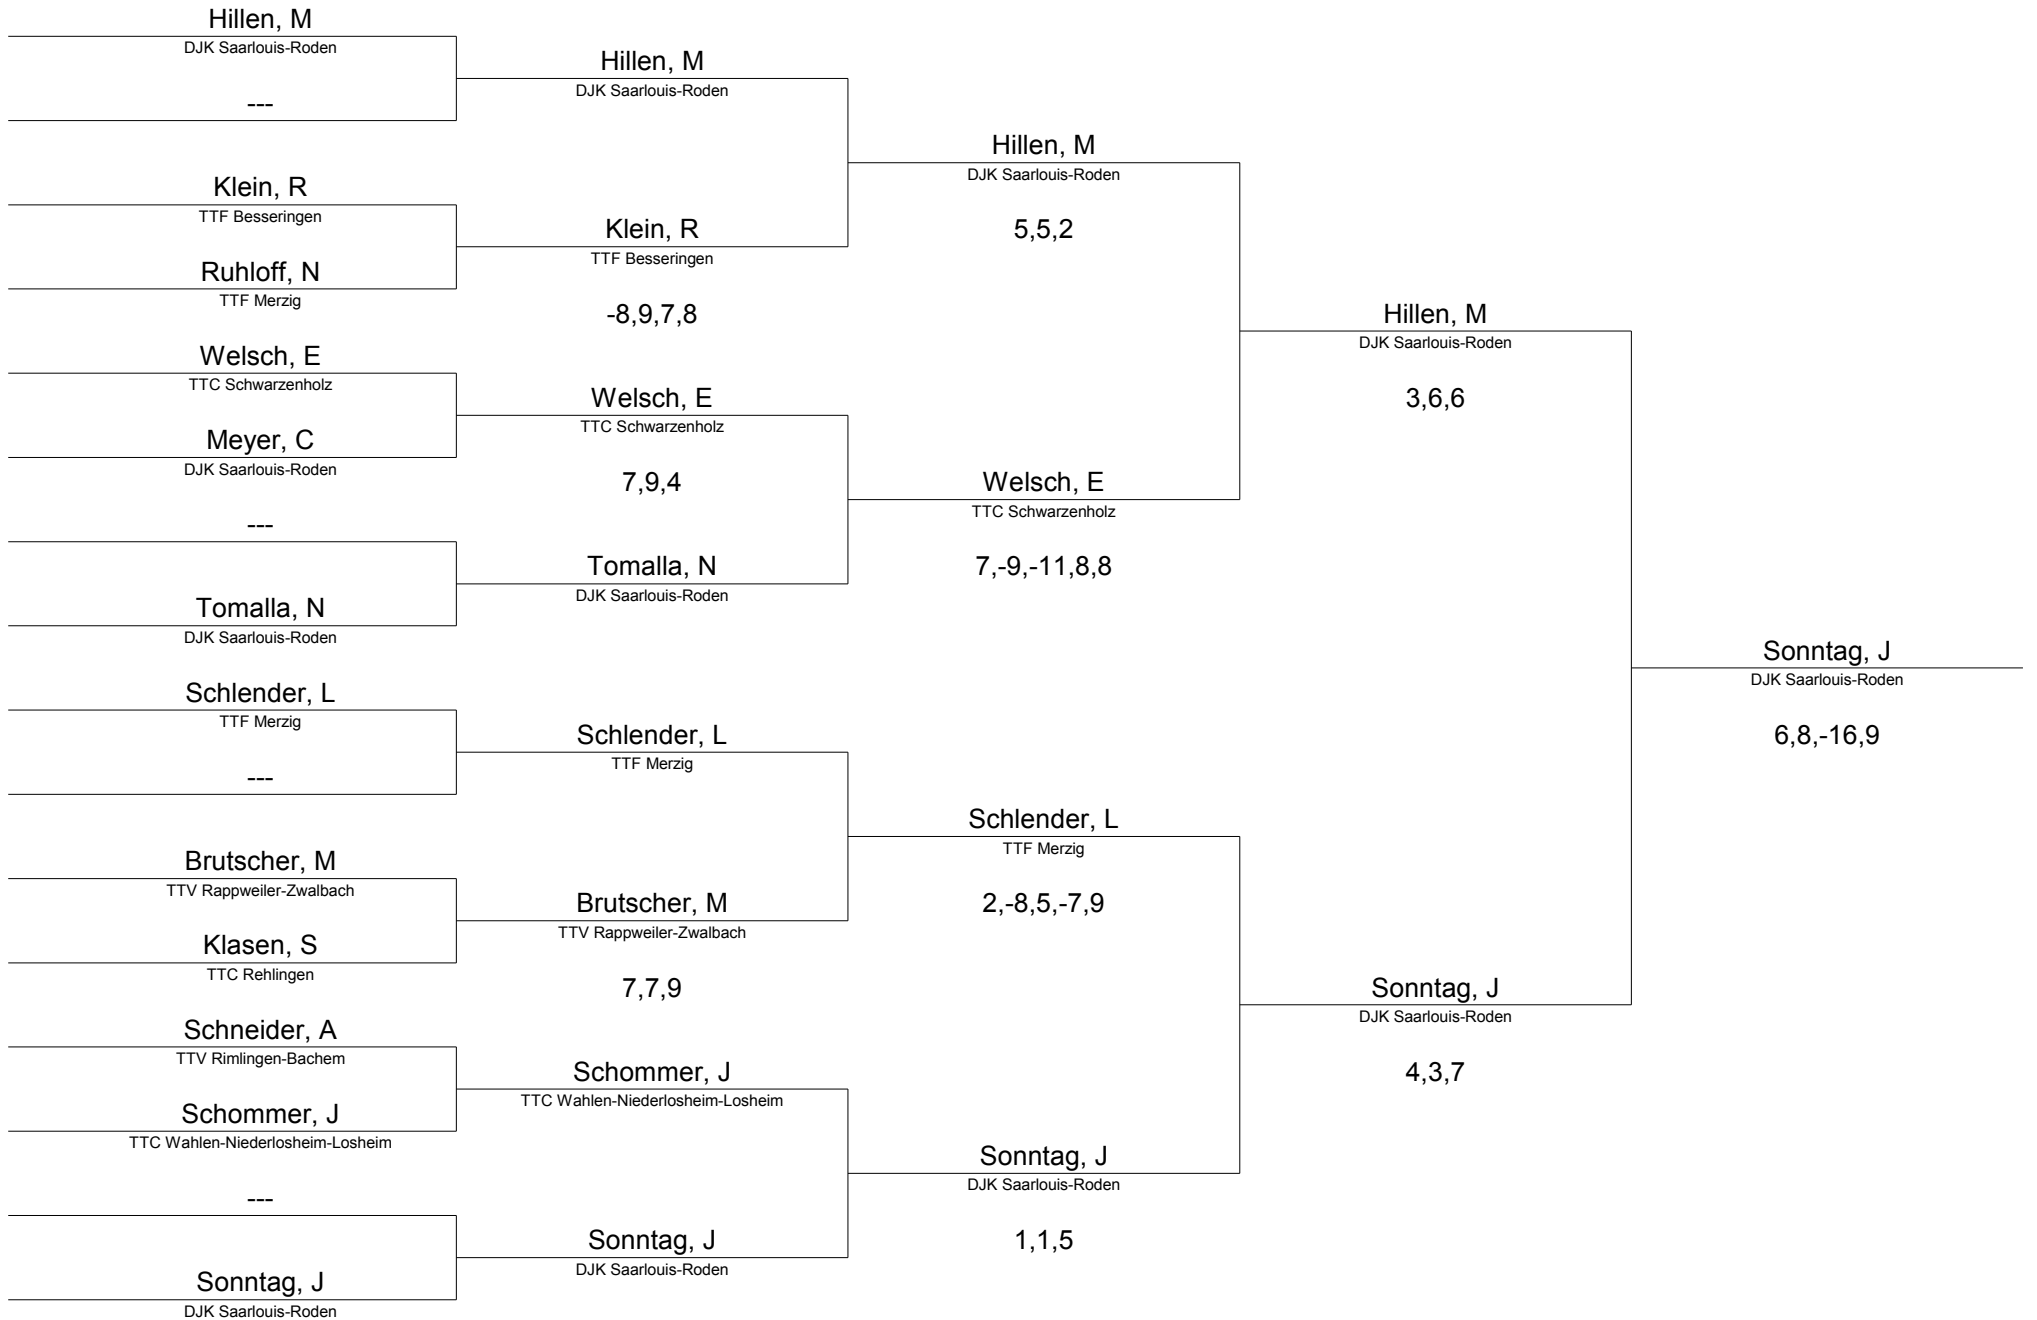 Hillen, M
DJK Saarlouis-Roden
---
Klein, R
TTF Besseringen
Ruhloff, N
TTF Merzig
Welsch, E
TTC Schwarzenholz
Meyer, C
DJK Saarlouis-Roden
---
Tomalla, N
DJK Saarlouis-Roden
Schlender, L
TTF Merzig
---
Brutscher, M
TTV Rappweiler-Zwalbach
Klasen, S
TTC Rehlingen
Schneider, A
TTV Rimlingen-Bachem
Schommer, J
TTC Wahlen-Niederlosheim-Losheim
---
Sonntag, J
DJK Saarlouis-Roden
Hillen, M
DJK Saarlouis-Roden
Klein, R
TTF Besseringen
-8,9,7,8
Welsch, E
TTC Schwarzenholz
7,9,4
Tomalla, N
DJK Saarlouis-Roden
Schlender, L
TTF Merzig
Brutscher, M
TTV Rappweiler-Zwalbach
7,7,9
Schommer, J
TTC Wahlen-Niederlosheim-Losheim
Sonntag, J
DJK Saarlouis-Roden
Hillen, M
DJK Saarlouis-Roden
5,5,2
Welsch, E
TTC Schwarzenholz
7,-9,-11,8,8
Schlender, L
TTF Merzig
2,-8,5,-7,9
Sonntag, J
DJK Saarlouis-Roden
1,1,5
Hillen, M
DJK Saarlouis-Roden
3,6,6
Sonntag, J
DJK Saarlouis-Roden
4,3,7
Sonntag, J
DJK Saarlouis-Roden
6,8,-16,9